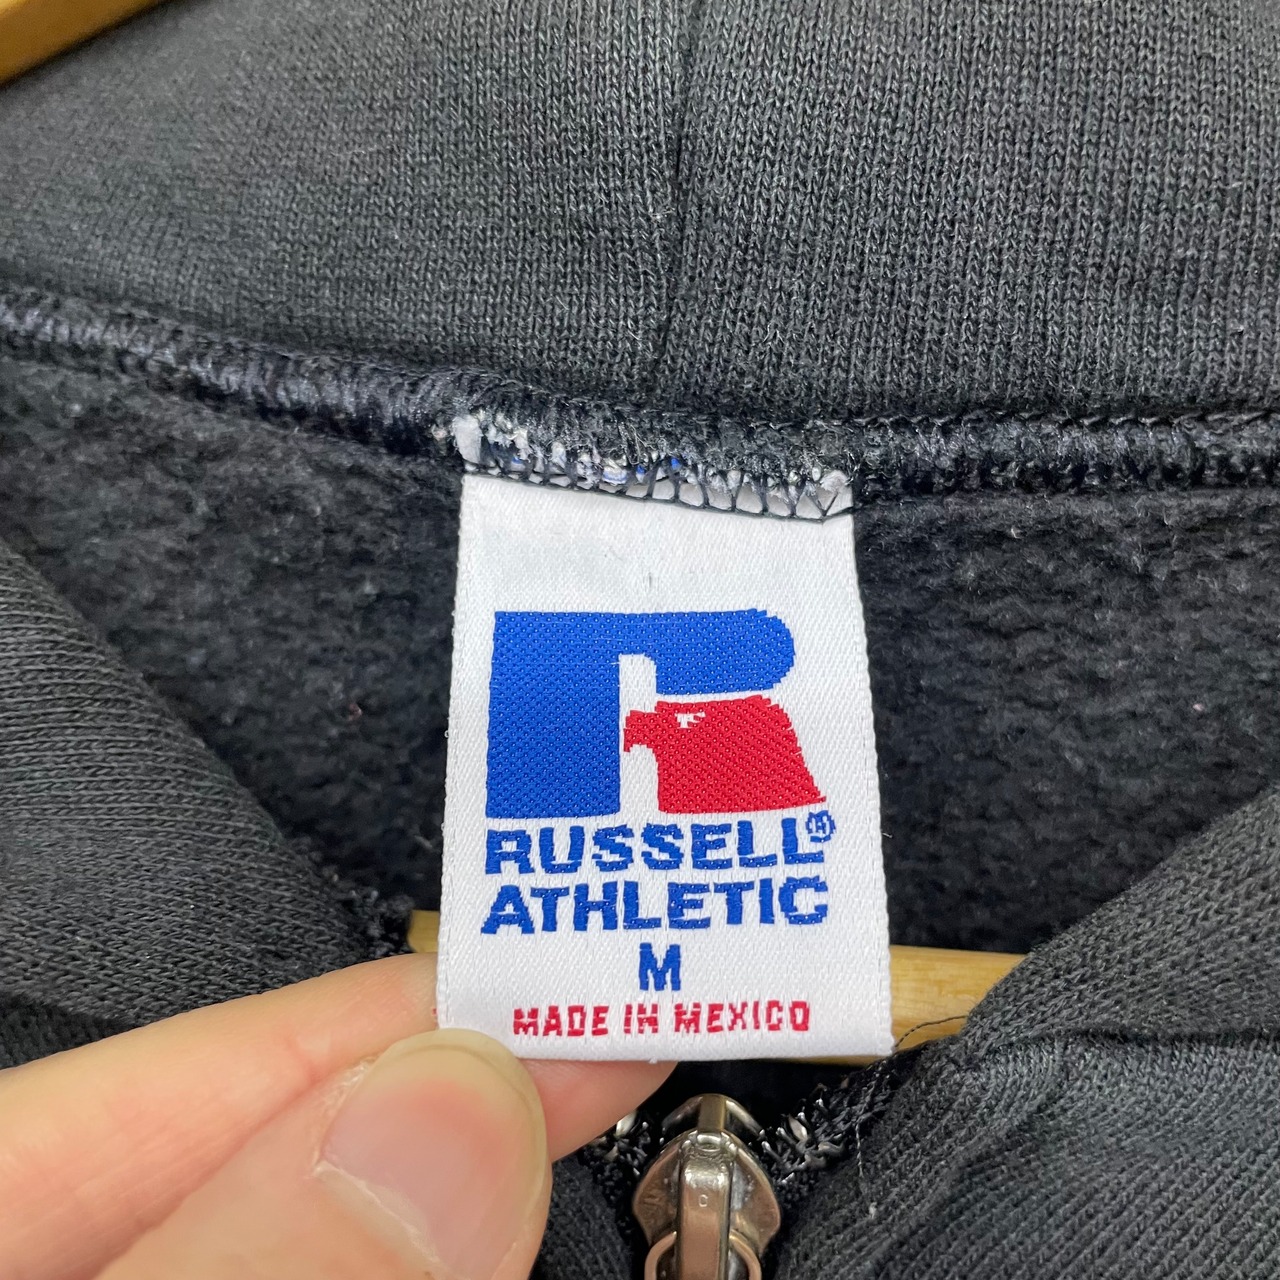 R
RUSSELL®
ATHLETIC
M
MADE IN MEXICO